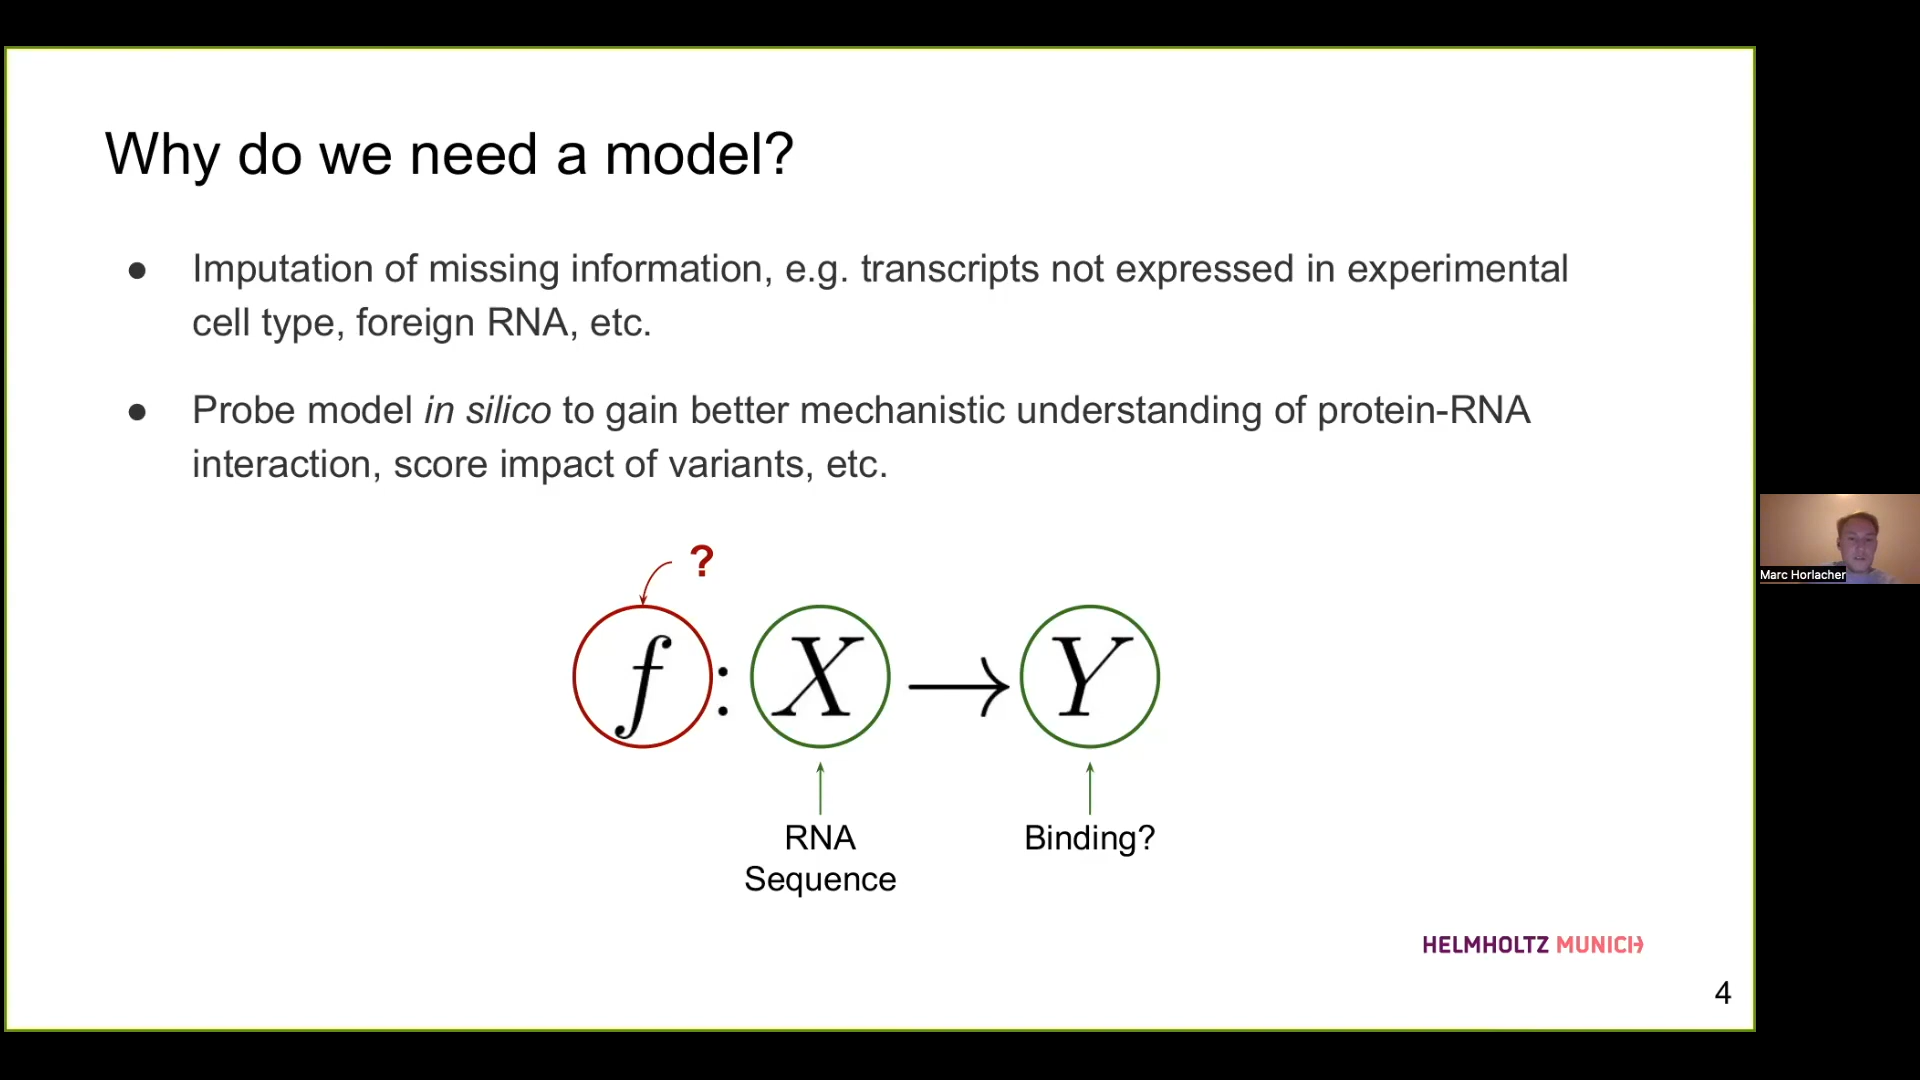 Why do we need a model?
● Imputation of missing information, e.g. transcripts not expressed in experimental
cell type, foreign RNA, etc.
● Probe model in silico to gain better mechanistic understanding of protein-RNA
interaction, score impact of variants, etc.
?
f : X → Y
RNA
Sequence
Binding?
HELMHOLTZ MUNICH
4
Marc Horlacher